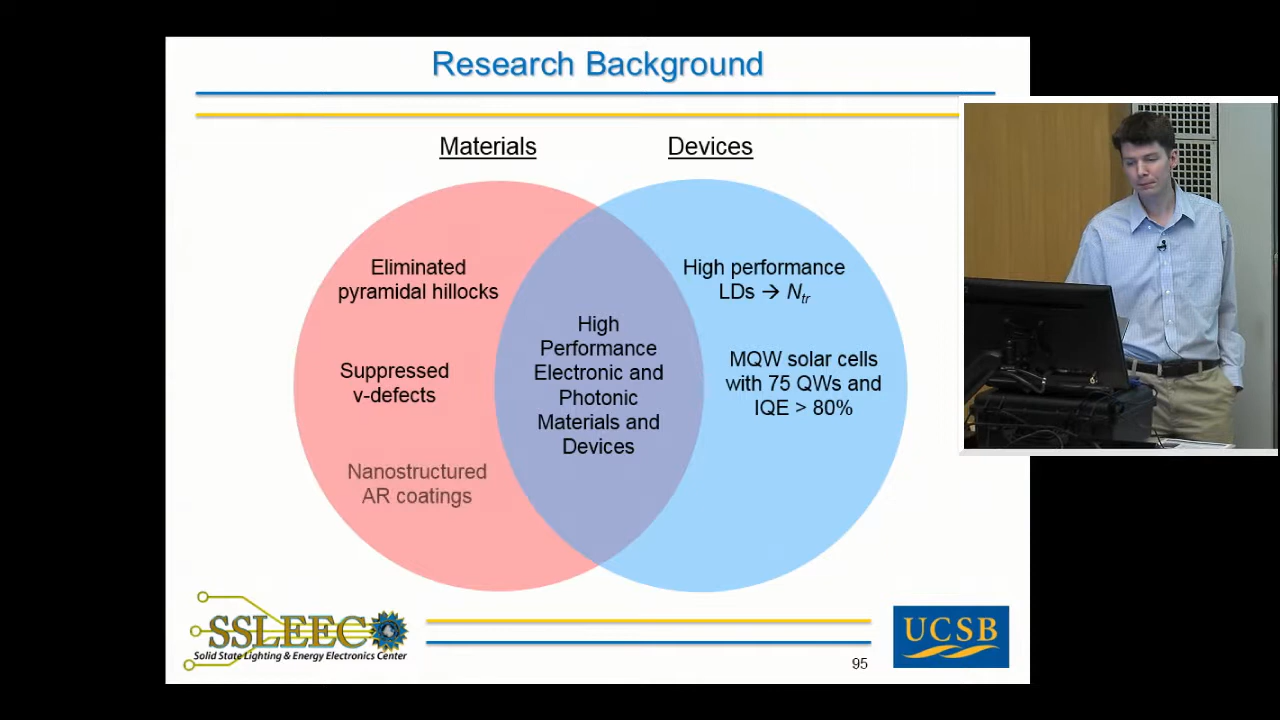 Research Background
Materials
Devices
Eliminated
pyramidal hillocks
Suppressed
v-defects
Nanostructured
AR coatings
High
Performance
Electronic and
Photonic
Materials and
Devices
High performance
LDs → Ntr
MQW solar cells
with 75 QWs and
IQE > 80%
SSLEEC
Solid State Lighting & Energy Electronics Center
95
UCSB